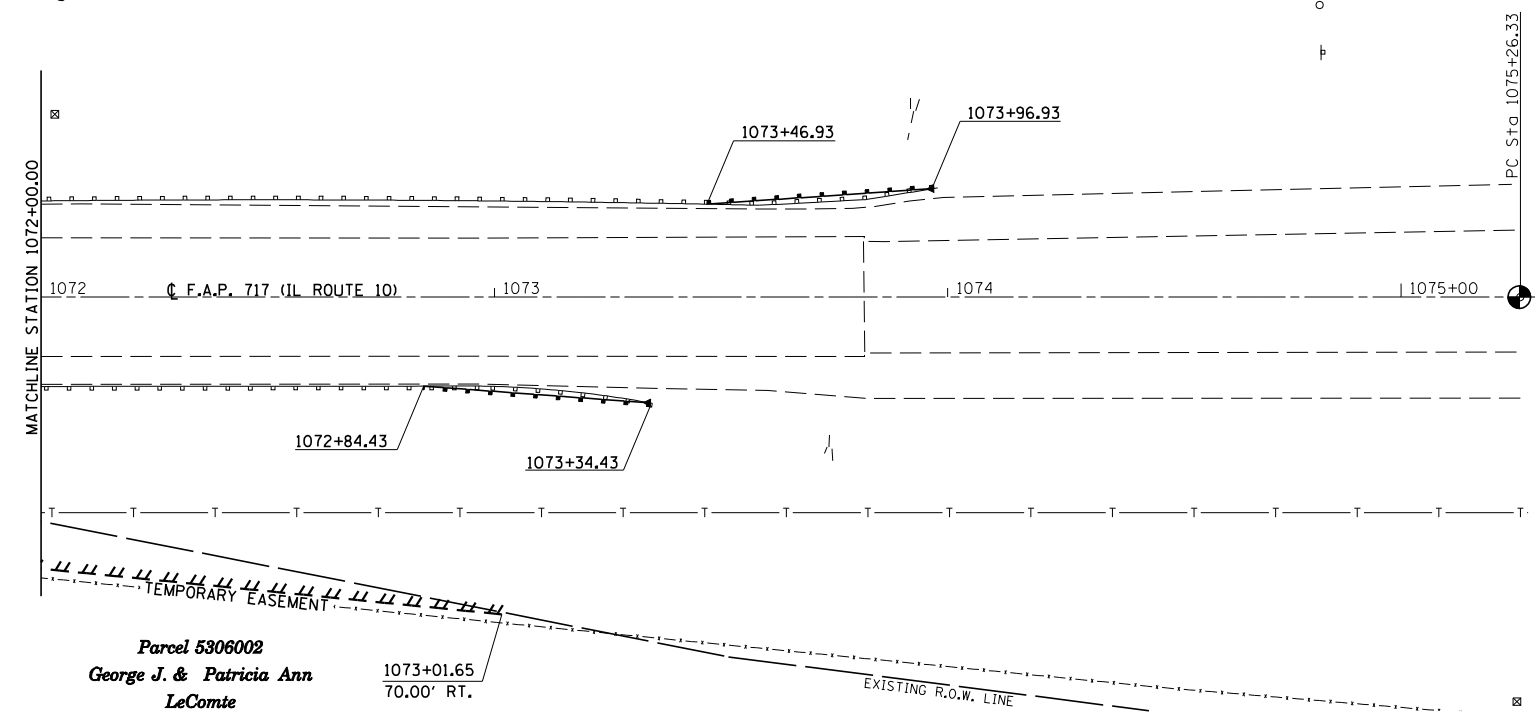 PC Sta 1075+26.33
1073+96.93
1073+46.93
MATCHLINE STATION 1072+00.00
1072
℄ F.A.P. 717 (IL ROUTE 10)
1073
1074
1075+00
1072+84.43
1073+34.43
T T T T T T T T T T T T T T T T T T T
TEMPORARY EASEMENT
Parcel 5306002
George J. & Patricia Ann
LeComte
1073+01.65
70.00' RT.
EXISTING R.O.W. LINE